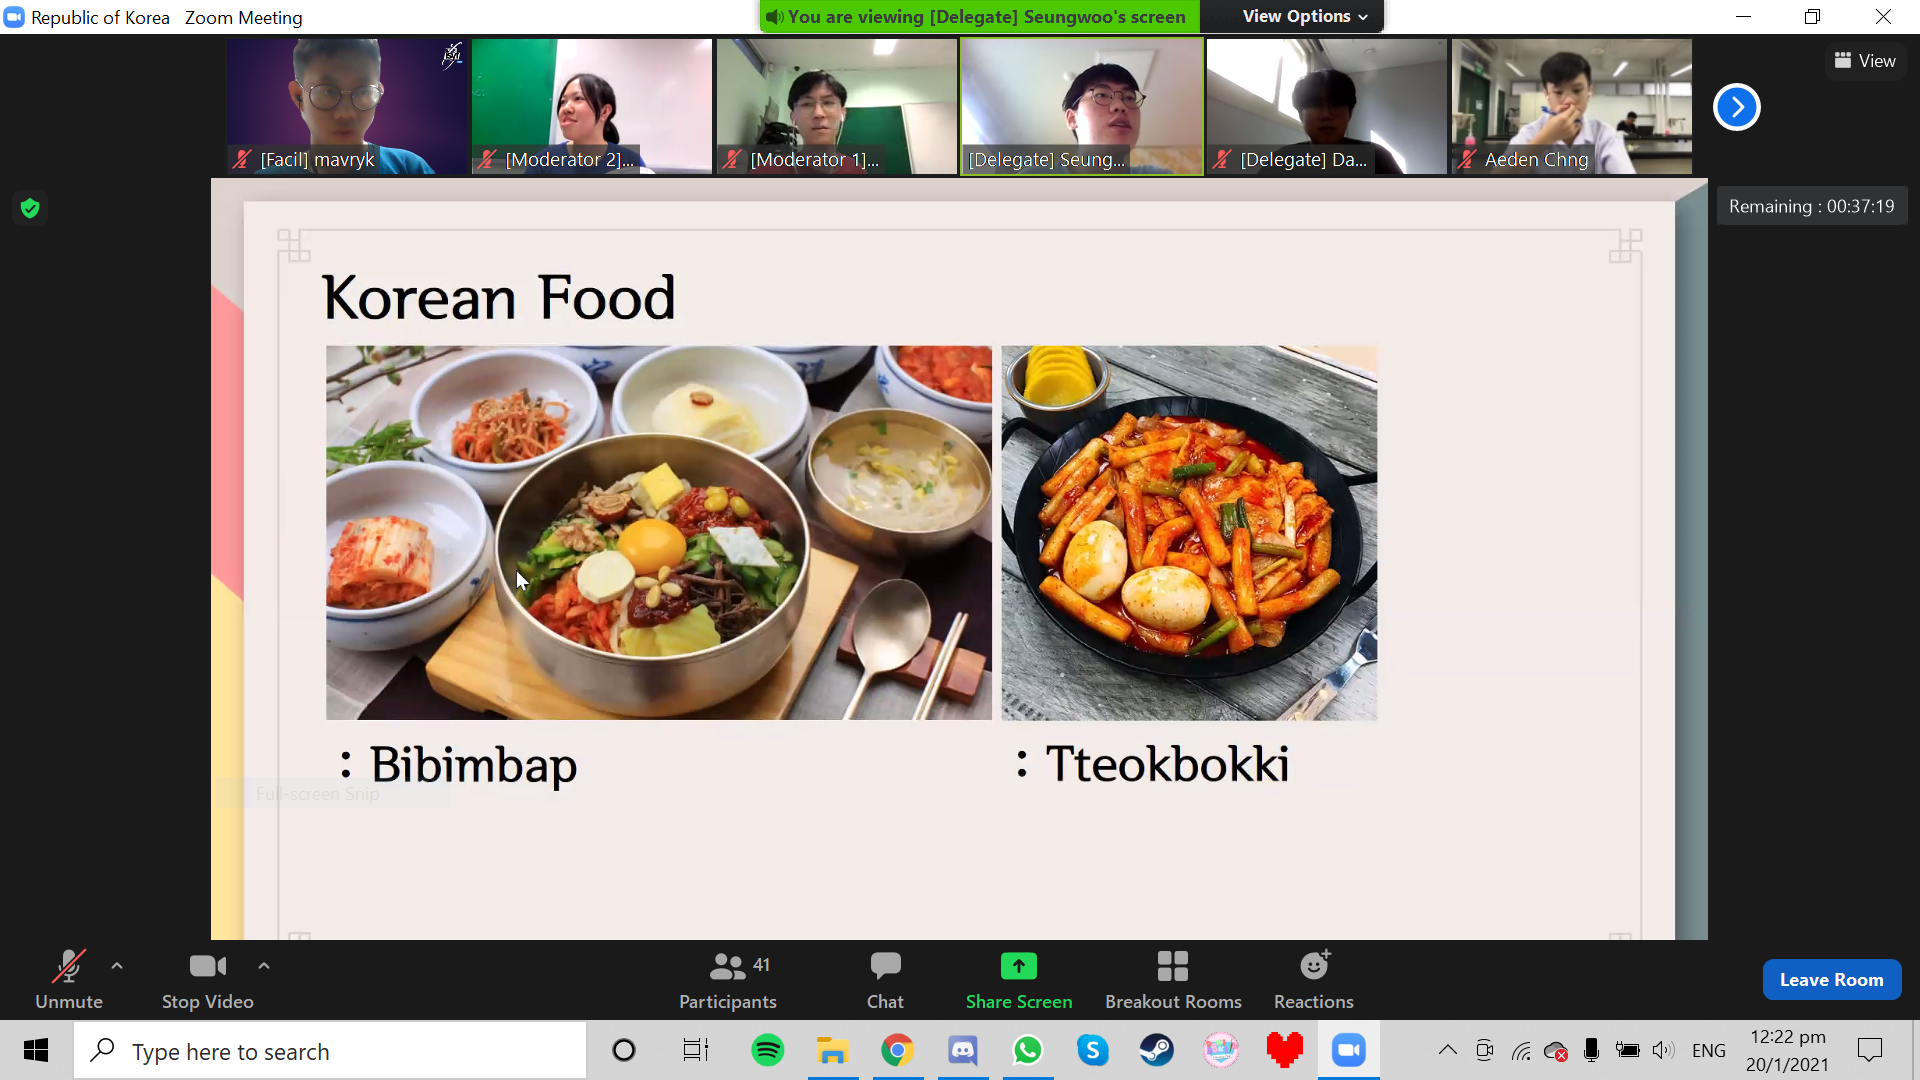 Republic of Korea Zoom Meeting
You are viewing [Delegate] Seungwoo's screen
View Options
[Facil] mavryk
[Moderator 2]...
[Moderator 1]...
[Delegate] Seung...
[Delegate] Da...
Aeden Chng
View
Remaining : 00:37:19
Korean Food
: Bibimbap
: Tteokbokki
Full-screen Snip
Unmute
Stop Video
41
Participants
Chat
Share Screen
Breakout Rooms
Reactions
Leave Room
Type here to search
ENG
12:22 pm
20/1/2021